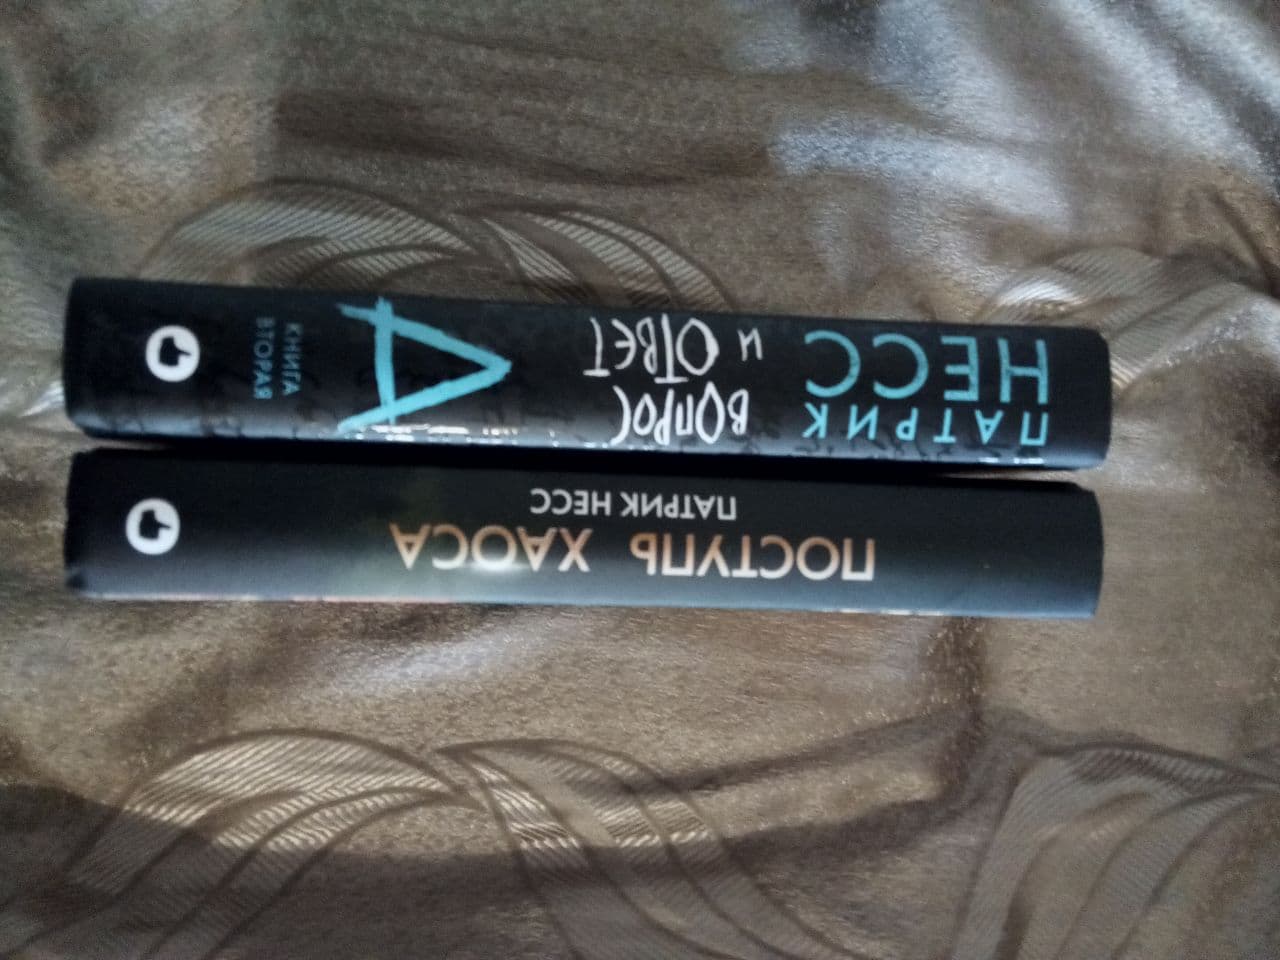 ПАТРИК
НЕСС
ВОПРОС
и ОТВЕТ
КНИГА
ВТОРАЯ
ПОСТУПЬ ХАОСА
ПАТРИК НЕСС